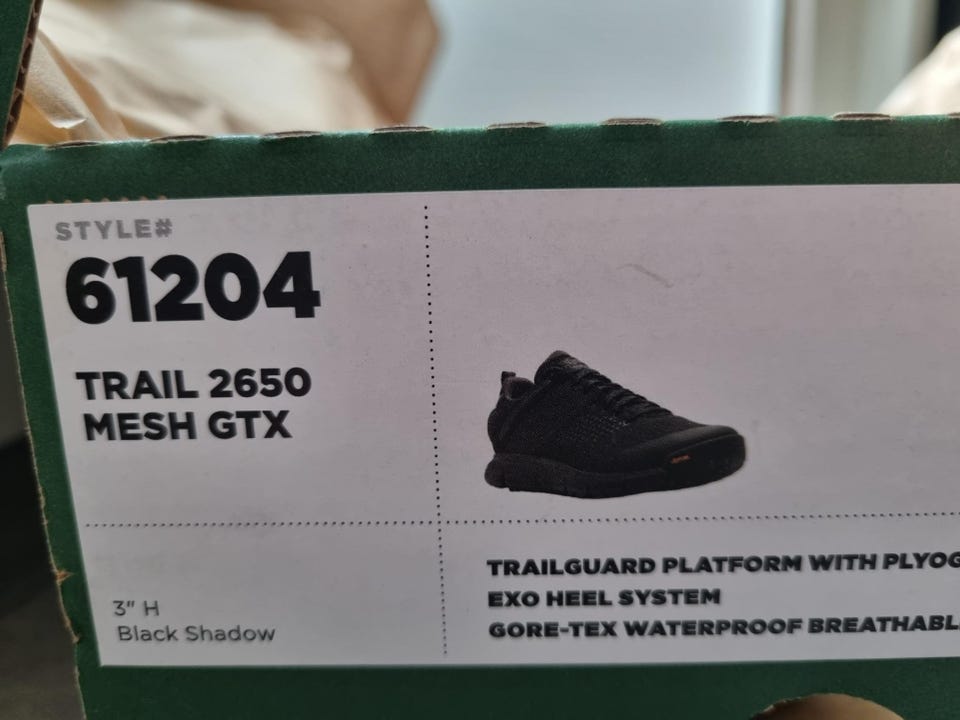 STYLE#
61204
TRAIL 2650
MESH GTX
3" H
Black Shadow
TRAILGUARD PLATFORM WITH PLYOG
EXO HEEL SYSTEM
GORE-TEX WATERPROOF BREATHABL